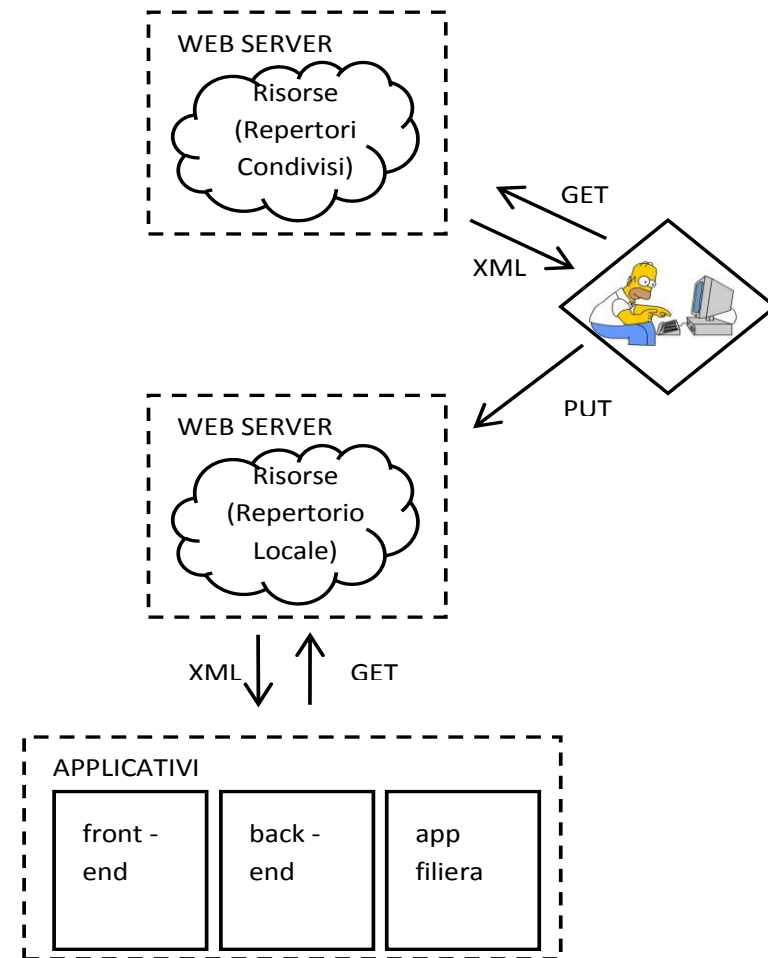 WEB SERVER
Risorse
(Repertori
Condivisi)
GET
XML
PUT
WEB SERVER
Risorse
(Repertorio
Locale)
XML
GET
APPLICATIVI
front -
end
back -
end
app
filiera